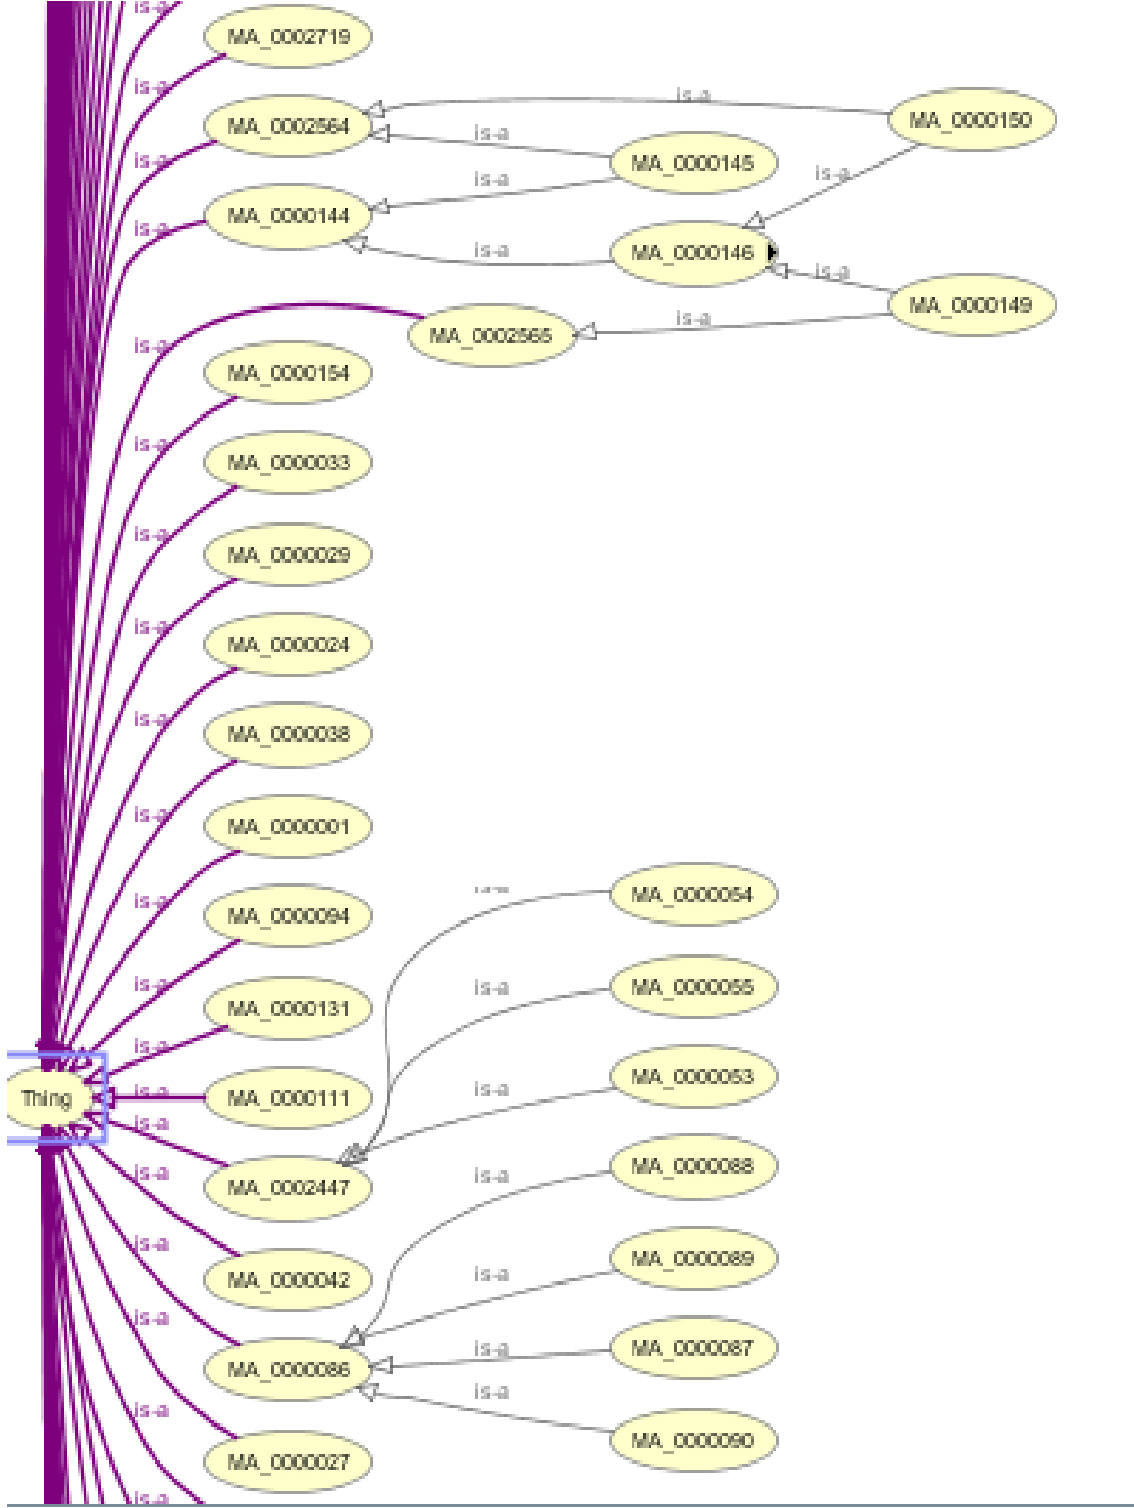 is-a
MA_0002719
is-a
MA_0002564
is-a
MA_0000150
is-a
MA_0000145
is-a
is-a
is-a
MA_0000144
is-a
is-a
MA_0000146
is-a
MA_0000149
is-a
MA_0002565
is-a
is-a
MA_0000154
is-a
MA_0000033
is-a
MA_0000029
is-a
MA_0000024
is-a
MA_0000038
is-a
MA_0000001
is-a
MA_0000054
is-a
MA_0000094
is-a
MA_0000055
is-a
MA_0000131
is-a
MA_0000053
is-a
Thing
is-a
MA_0000111
is-a
MA_0000088
is-a
MA_0002447
is-a
MA_0000089
is-a
is-a
MA_0000042
is-a
MA_0000087
is-a
MA_0000086
is-a
is-a
MA_0000090
MA_0000027
is-a